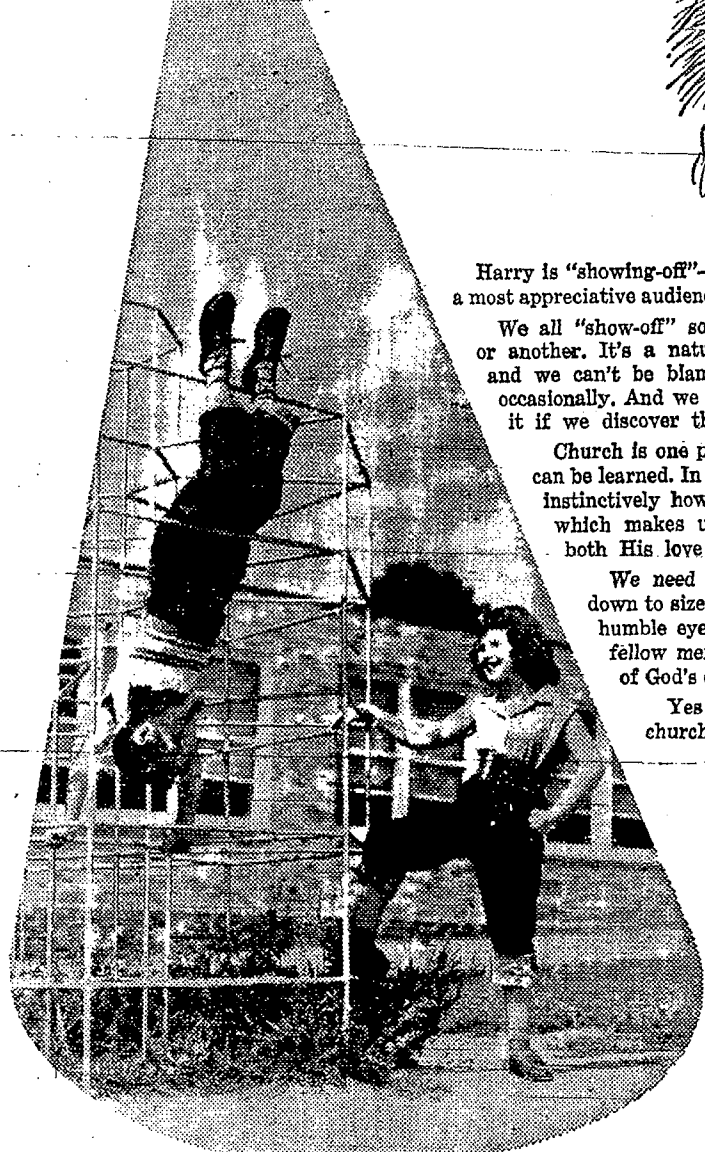 Harry is "showing-off"—
a most appreciative audien
We all "show-off" so
or another. It's a natu
and we can't be blam
occasionally. And we
it if we discover th
Church is one p
can be learned. In
instinctively how
which makes u
both His love
We need
down to size
humble eye
fellow me
of God's
Yes
church